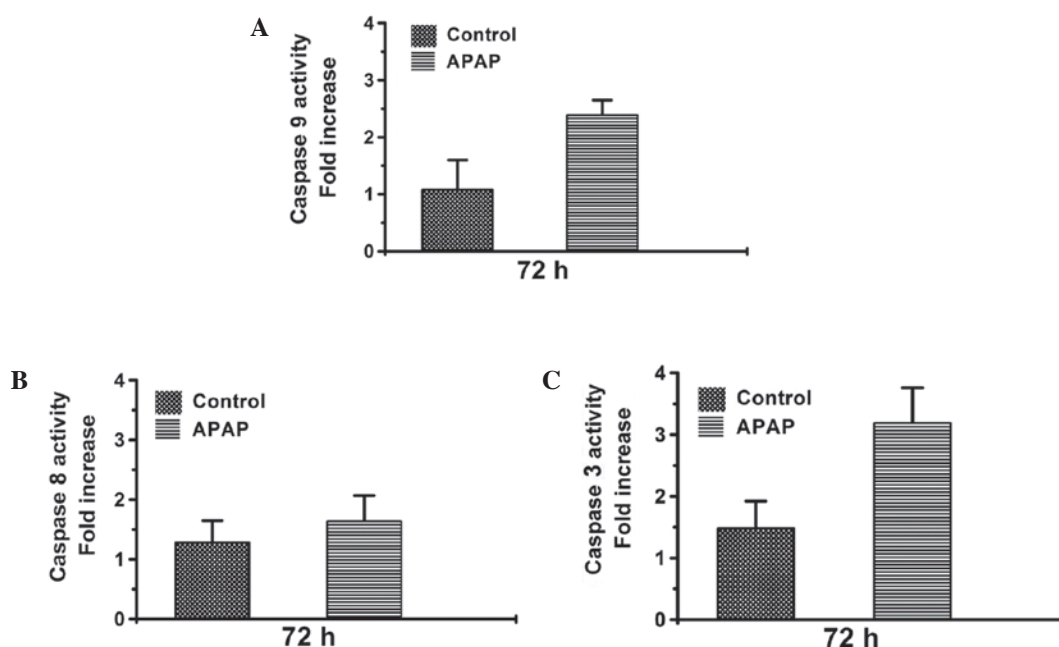 A
Caspase 9 activity
Fold increase
4
3
2
1
0
Control
APAP
72 h
B
Caspase 8 activity
Fold increase
4
3
2
1
0
Control
APAP
72 h
C
Caspase 3 activity
Fold increase
4
3
2
1
0
Control
APAP
72 h